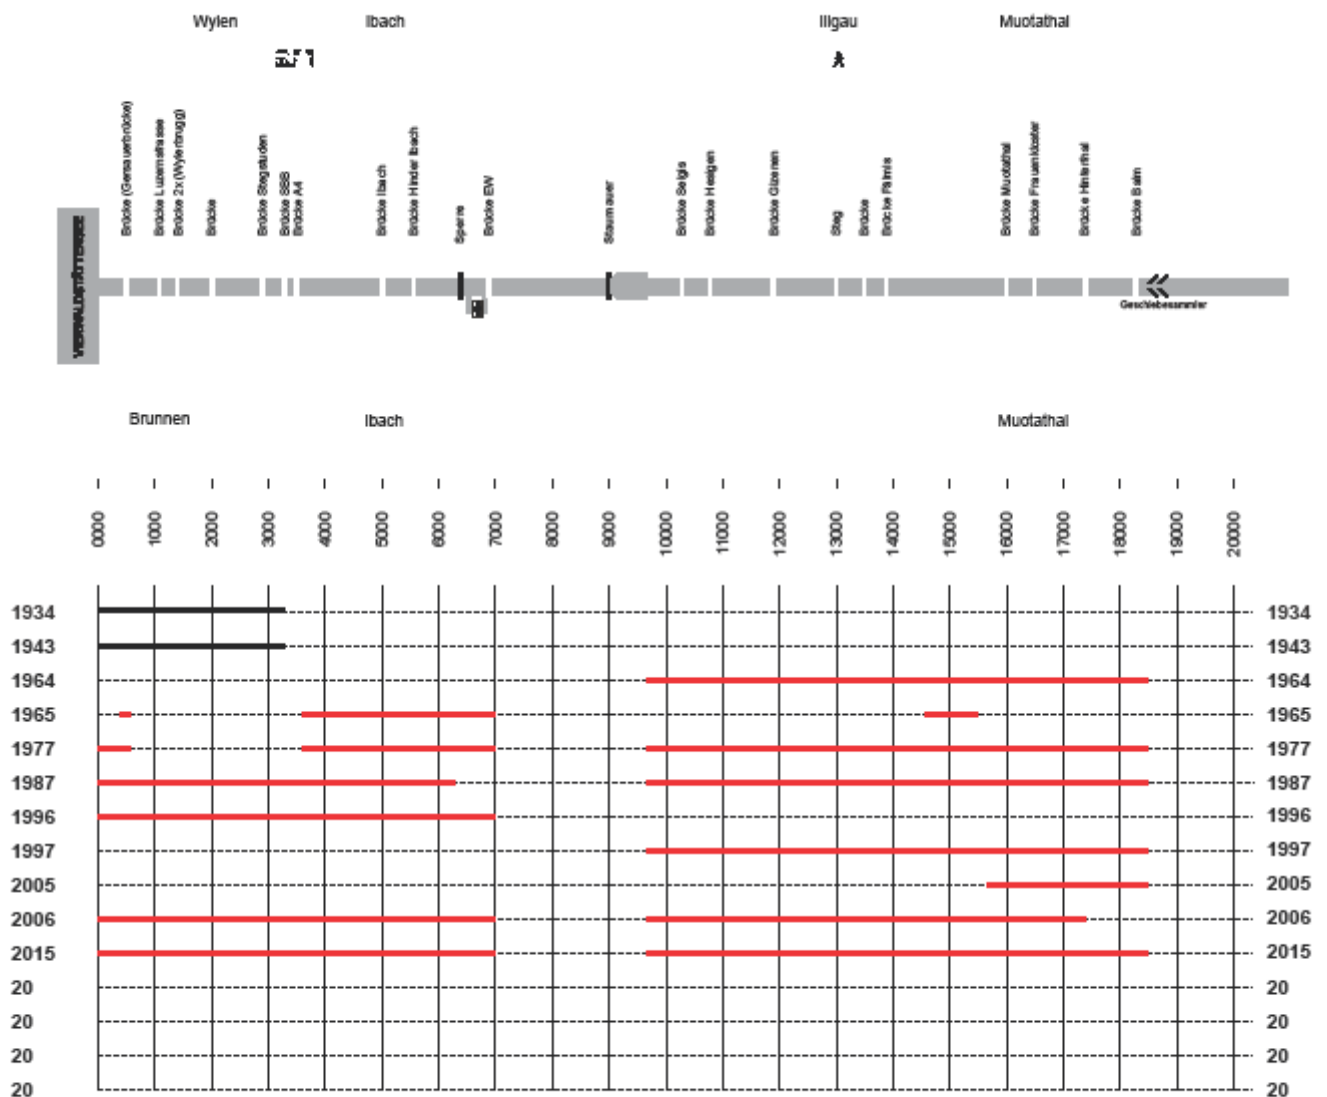 Wylen Ibach Illgau Muotathal
Brücke (Gersauerbrücke)
Brücke Luzernstrasse
Brücke 2x (Wylerbrugg)
Brücke
Brücke Stegstuden
Brücke SBB
Brücke A4
Brücke Ibach
Brücke Hinder Ibach
Sperre
Brücke EW
Staumauer
Brücke Selgis
Brücke Hesigen
Brücke Gizenen
Steg
Brücke
Brücke Fälmis
Brücke Muotathal
Brücke Frauenkloster
Brücke Hinterthal
Brücke Balm
VIERWALDSTÄTTERSEE
Geschiebesammler
Brunnen Ibach Muotathal
0000 1000 2000 3000 4000 5000 6000 7000 8000 9000 10000 11000 12000 13000 14000 15000 16000 17000 18000 19000 20000
1934 1934
1943 1943
1964 1964
1965 1965
1977 1977
1987 1987
1996 1996
1997 1997
2005 2005
2006 2006
2015 2015
20 20
20 20
20 20
20 20